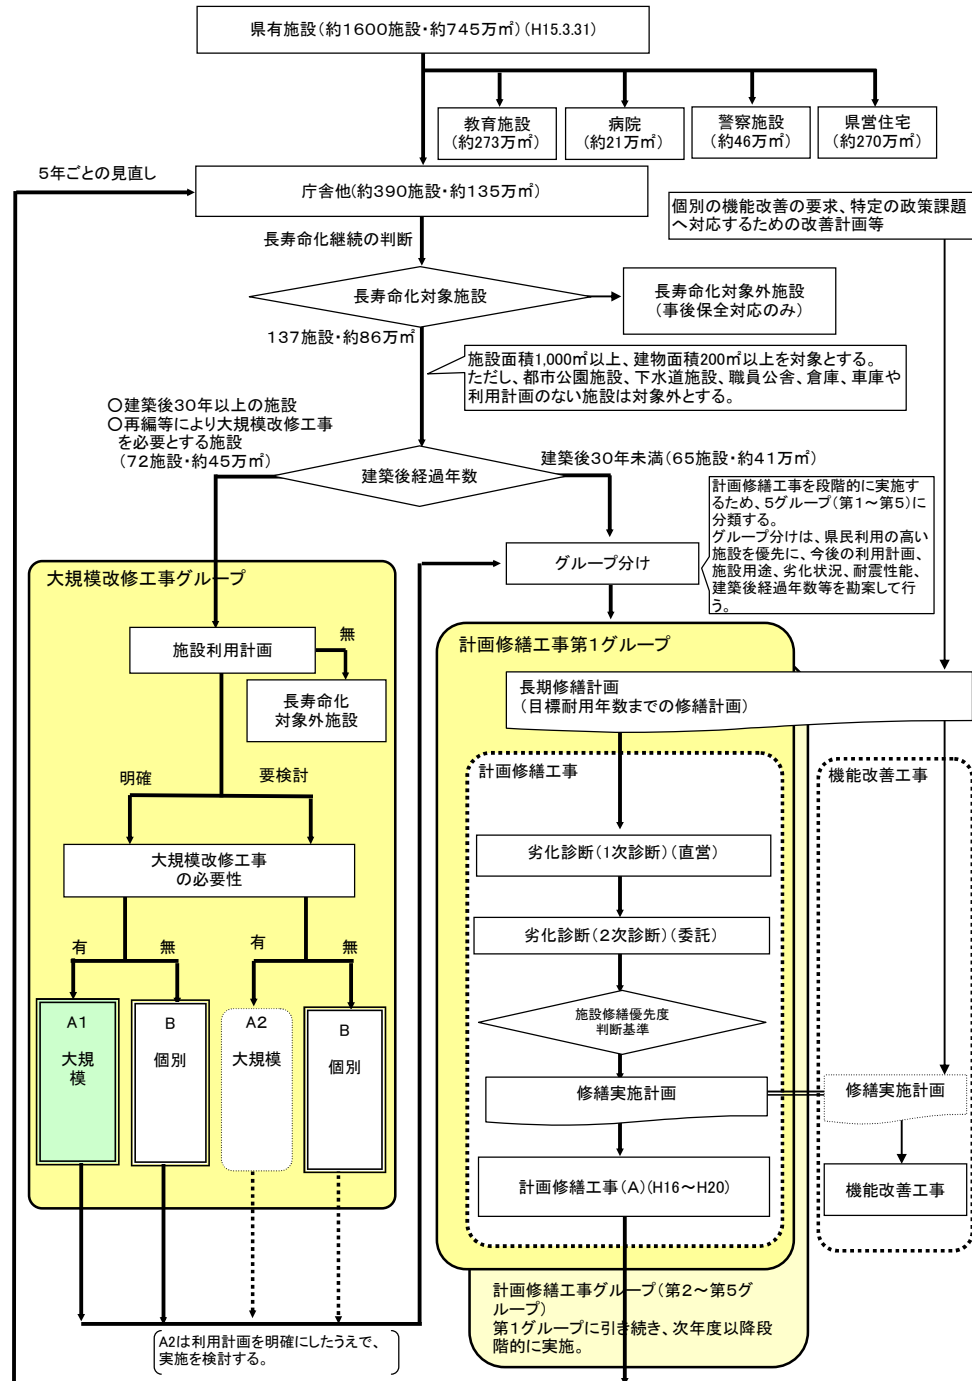 県有施設(約1600施設・約745万㎡)(H15.3.31)
教育施設
(約273万㎡)
病院
(約21万㎡)
警察施設
(約46万㎡)
県営住宅
(約270万㎡)
5年ごとの見直し
庁舎他(約390施設・約135万㎡)
個別の機能改善の要求、特定の政策課題
へ対応するための改善計画等
長寿命化継続の判断
長寿命化対象施設
長寿命化対象外施設
(事後保全対応のみ)
137施設・約86万㎡
施設面積1,000㎡以上、建物面積200㎡以上を対象とする。
ただし、都市公園施設、下水道施設、職員公舎、倉庫、車庫や
利用計画のない施設は対象外とする。
○建築後30年以上の施設
○再編等により大規模改修工事
を必要とする施設
(72施設・約45万㎡)
建築後経過年数
建築後30年未満(65施設・約41万㎡)
計画修繕工事を段階的に実施す
るため、5グループ(第1～第5)に
分類する。
グループ分けは、県民利用の高い
施設を優先に、今後の利用計画、
施設用途、劣化状況、耐震性能、
建築後経過年数等を勘案して行
う。
グループ分け
大規模改修工事グループ
施設利用計画
無
長寿命化
対象外施設
明確
要検討
大規模改修工事
の必要性
有
無
有
無
A1
大規
模
B
個別
A2
大規模
B
個別
計画修繕工事第1グループ
長期修繕計画
(目標耐用年数までの修繕計画)
計画修繕工事
機能改善工事
劣化診断(1次診断)(直営)
劣化診断(2次診断)(委託)
施設修繕優先度
判断基準
修繕実施計画
修繕実施計画
計画修繕工事(A)(H16～H20)
機能改善工事
計画修繕工事グループ(第2～第5グ
ループ)
第1グループに引き続き、次年度以降段
階的に実施。
A2は利用計画を明確にしたうえで、
実施を検討する。